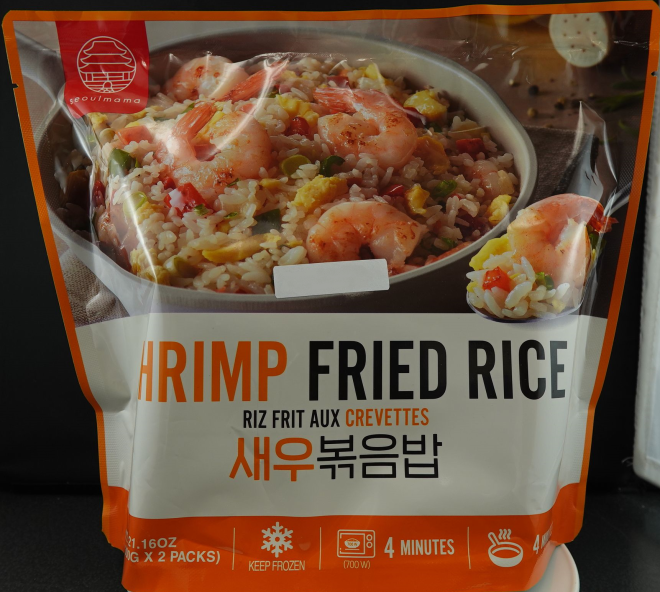 seoulmama
HRIMP FRIED RICE
RIZ FRIT AUX CREVETTES
새우볶음밥
21.16OZ
G X 2 PACKS)
KEEP FROZEN
(700 W)
4 MINUTES
4